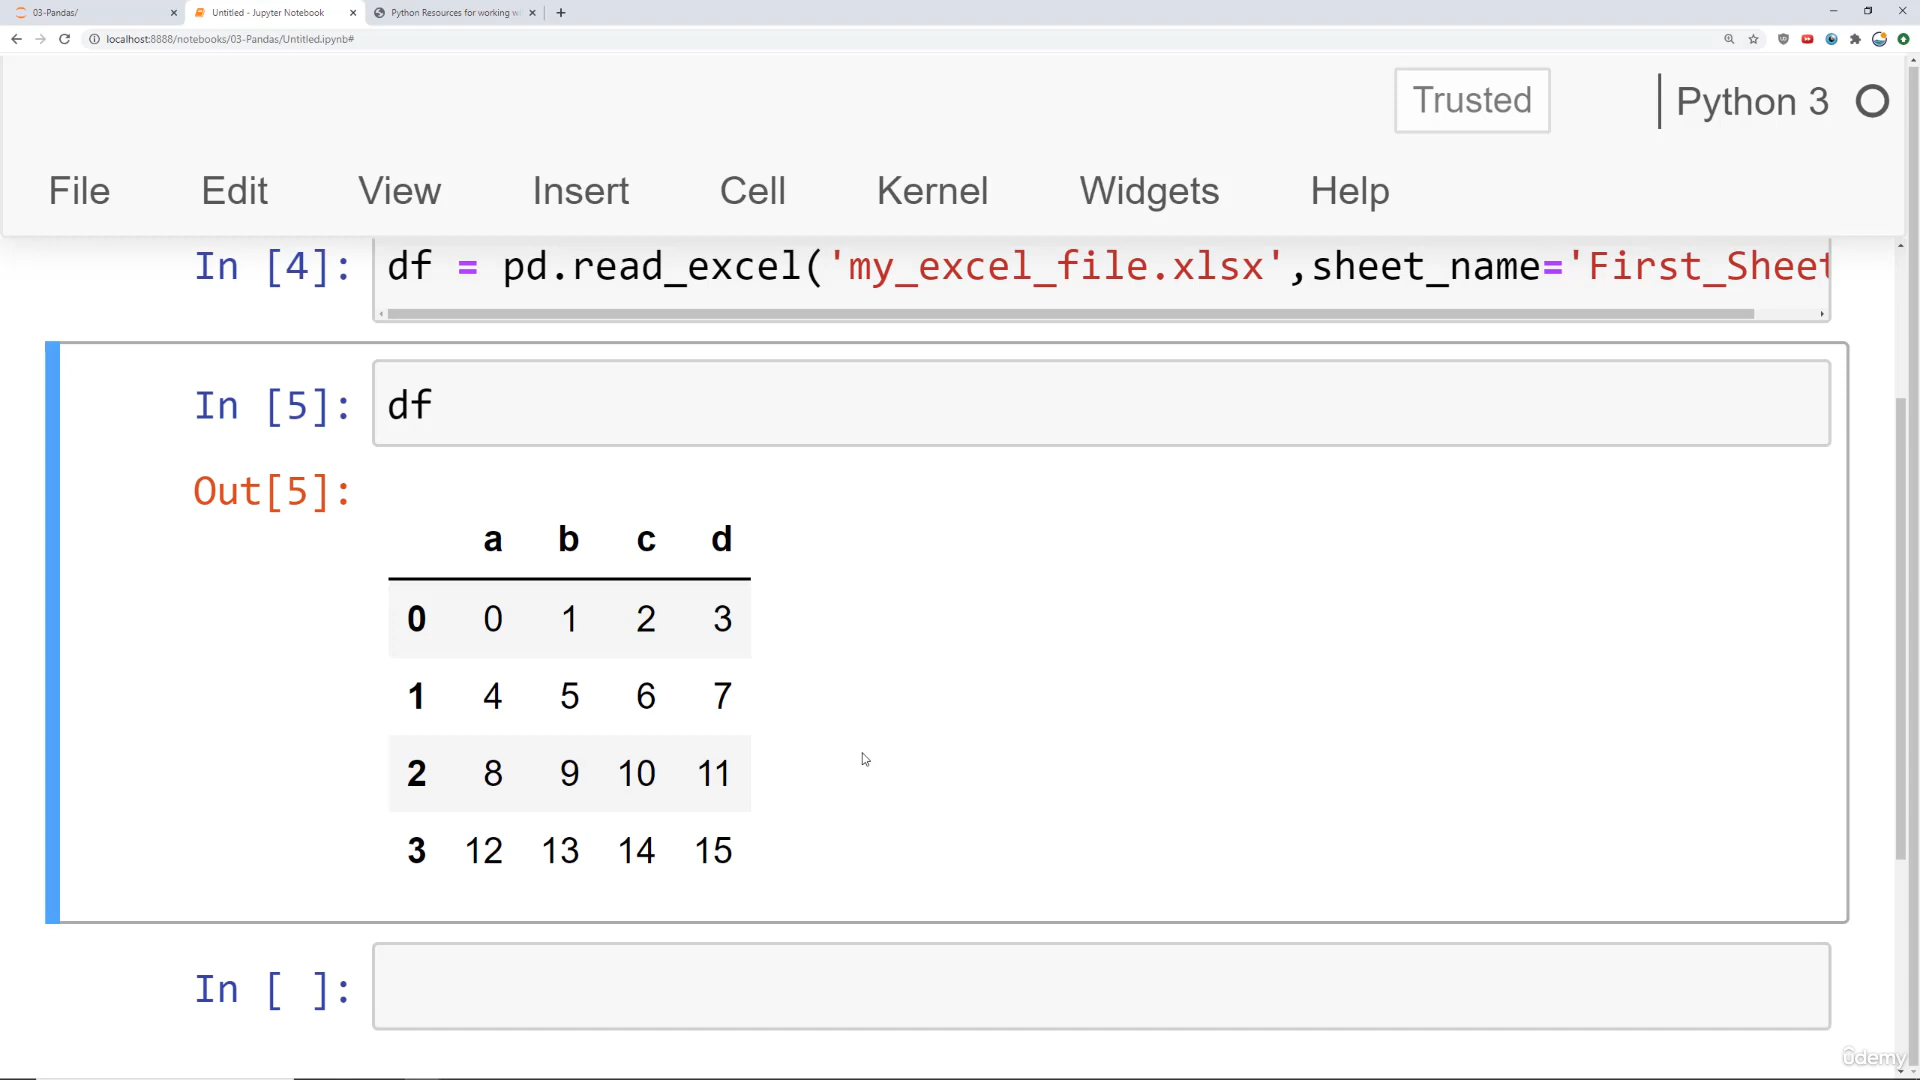 03-Pandas/
Untitled - Jupyter Notebook
Python Resources for working wi
localhost:8888/notebooks/03-Pandas/Untitled.ipynb#
Trusted
Python 3
File Edit View Insert Cell Kernel Widgets Help
In [4]: df = pd.read_excel('my_excel_file.xlsx',sheet_name='First_Sheet
In [5]: df
Out[5]:
a b c d
0 0 1 2 3
1 4 5 6 7
2 8 9 10 11
3 12 13 14 15
In [ ]:
ûdemy